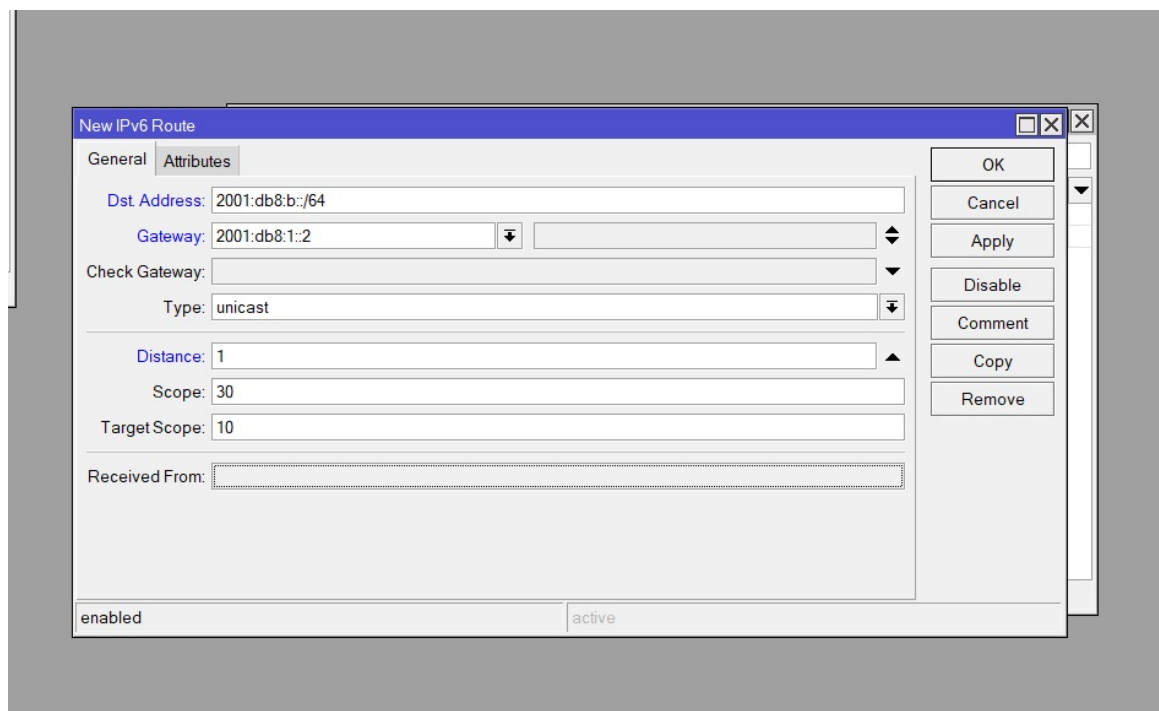 New IPv6 Route
General Attributes
Dst. Address: 2001:db8:b::/64
Gateway: 2001:db8:1::2
Check Gateway:
Type: unicast
Distance: 1
Scope: 30
Target Scope: 10
Received From:
OK
Cancel
Apply
Disable
Comment
Copy
Remove
enabled
active